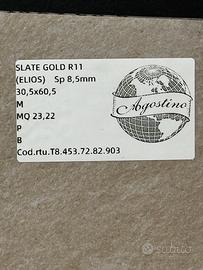 SLATE GOLD R11
(ELIOS) Sp 8,5mm
30,5x60,5
M
MQ 23,22
P
B
Cod.rtu.T8.453.72.82.903
Agostino
subito